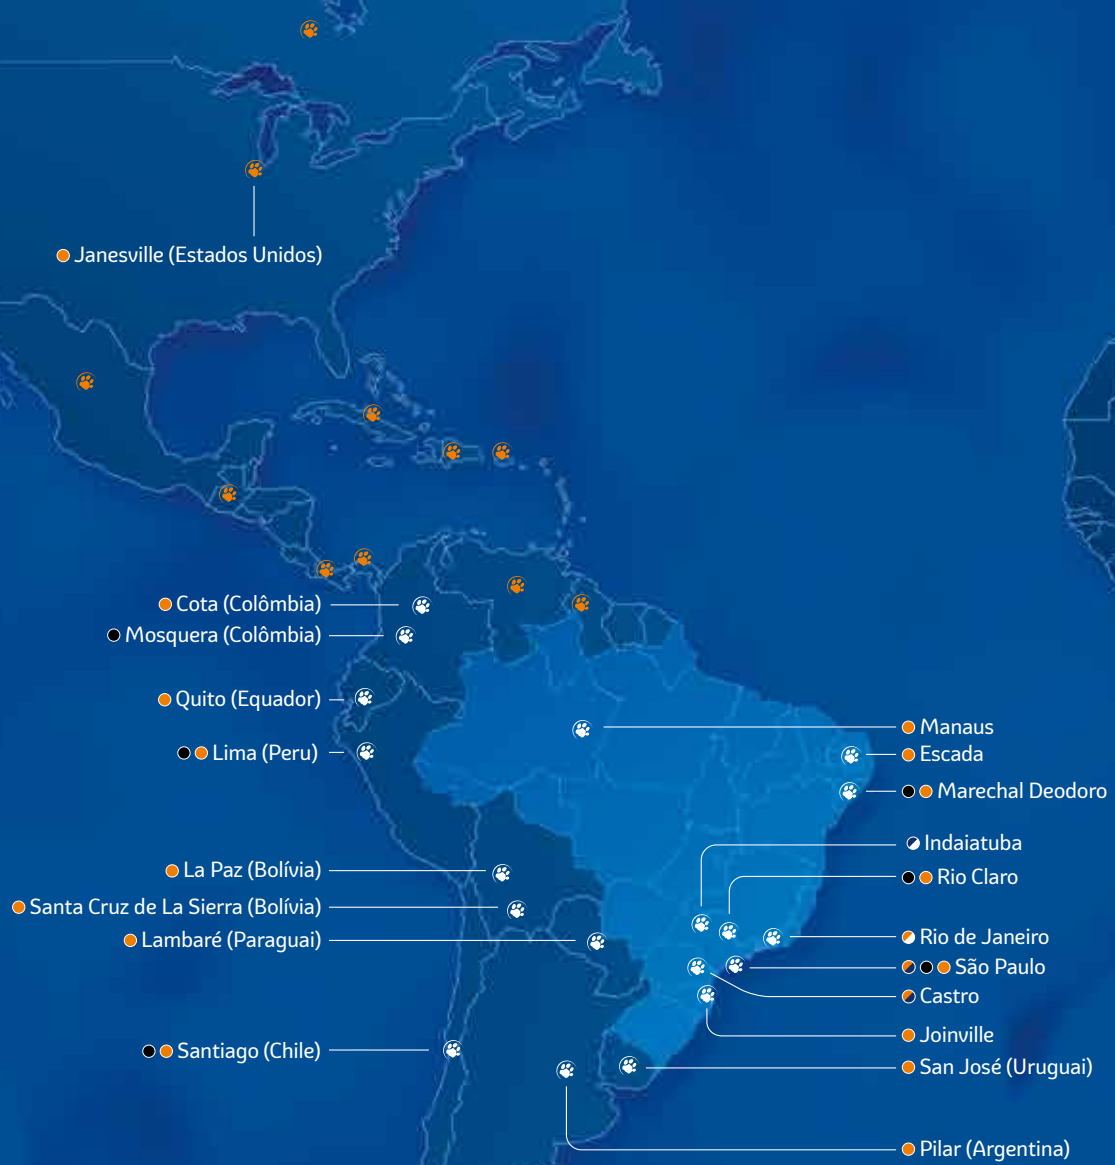 Janesville (Estados Unidos)
Cota (Colômbia)
Mosquera (Colômbia)
Quito (Equador)
Lima (Peru)
La Paz (Bolívia)
Santa Cruz de La Sierra (Bolívia)
Lambaré (Paraguai)
Santiago (Chile)
Manaus
Escada
Marechal Deodoro
Indaiatuba
Rio Claro
Rio de Janeiro
São Paulo
Castro
Joinville
San José (Uruguai)
Pilar (Argentina)